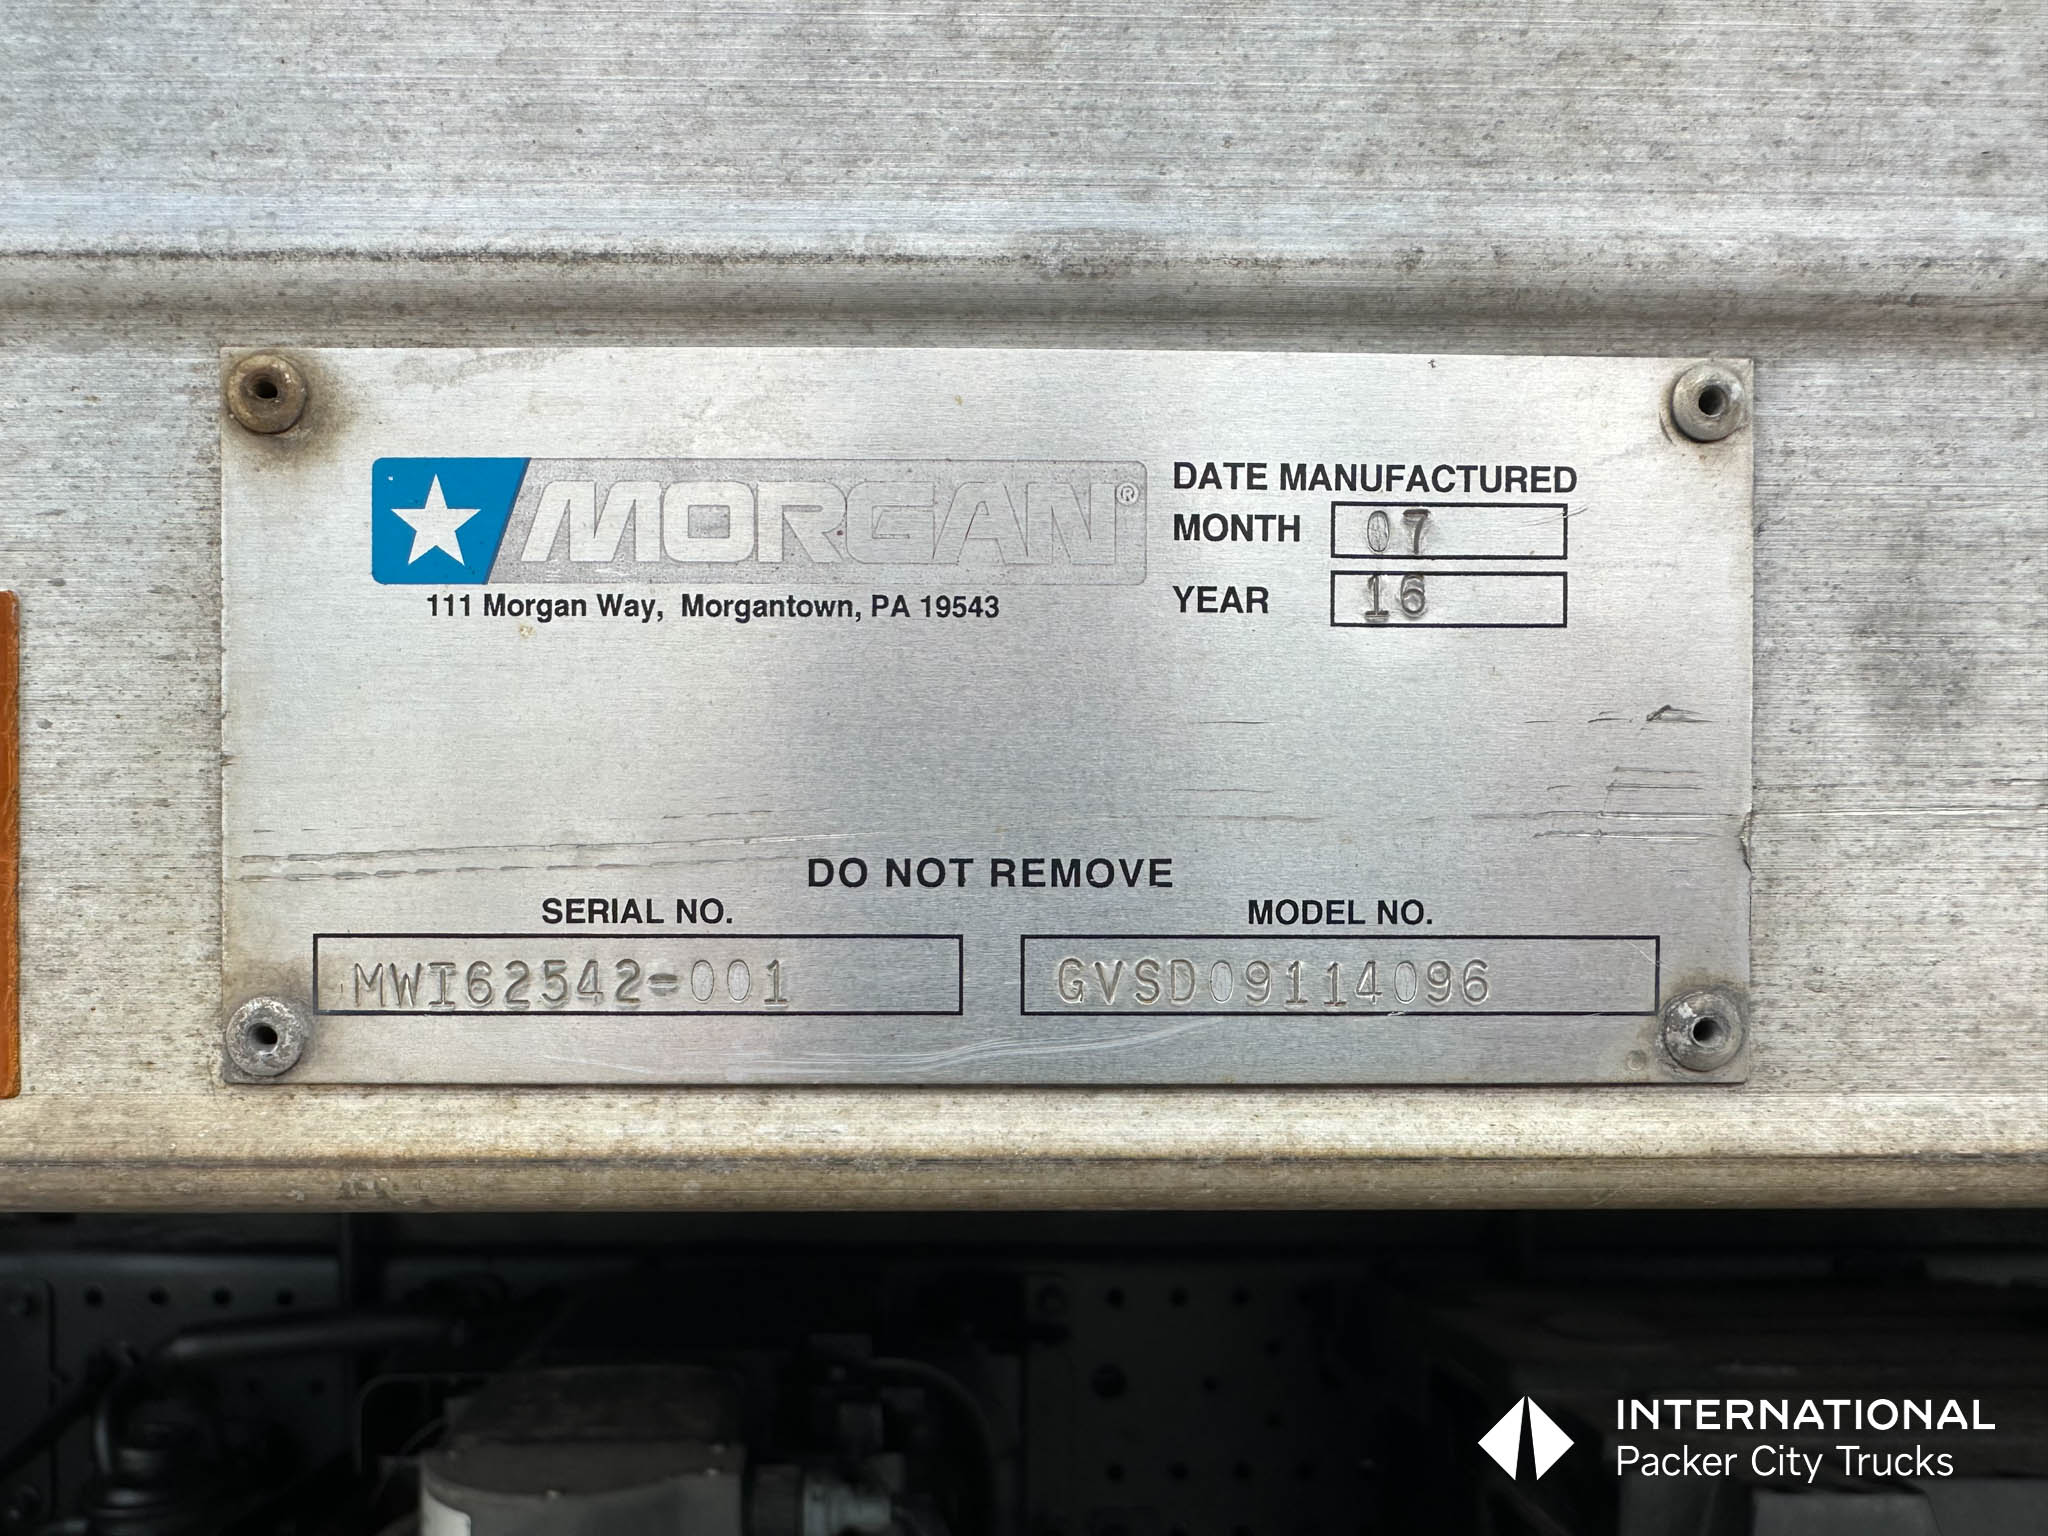 MORGAN®
111 Morgan Way, Morgantown, PA 19543
DATE MANUFACTURED
MONTH 07
YEAR 16
DO NOT REMOVE
SERIAL NO.
MWI62542-001
MODEL NO.
GVSD09114096
INTERNATIONAL
Packer City Trucks